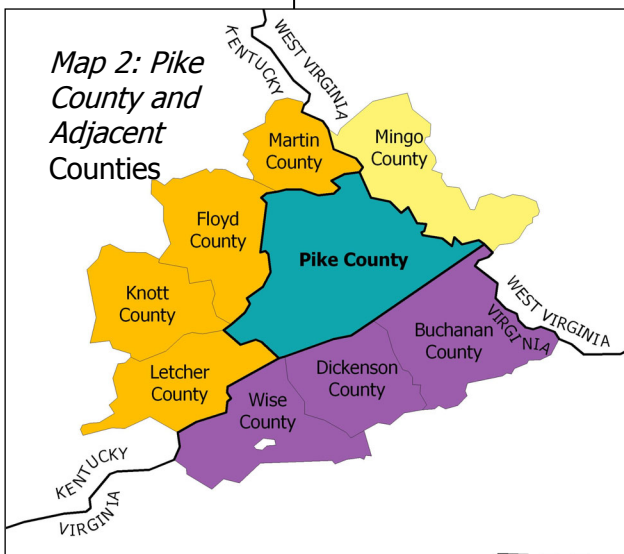 Map 2: Pike
County and
Adjacent
Counties
WEST VIRGINIA
KENTUCKY
Martin
County
Mingo
County
Floyd
County
Pike County
Knott
County
WEST VIRGINIA
VIRGINIA
Buchanan
County
Letcher
County
Dickenson
County
Wise
County
KENTUCKY
VIRGINIA